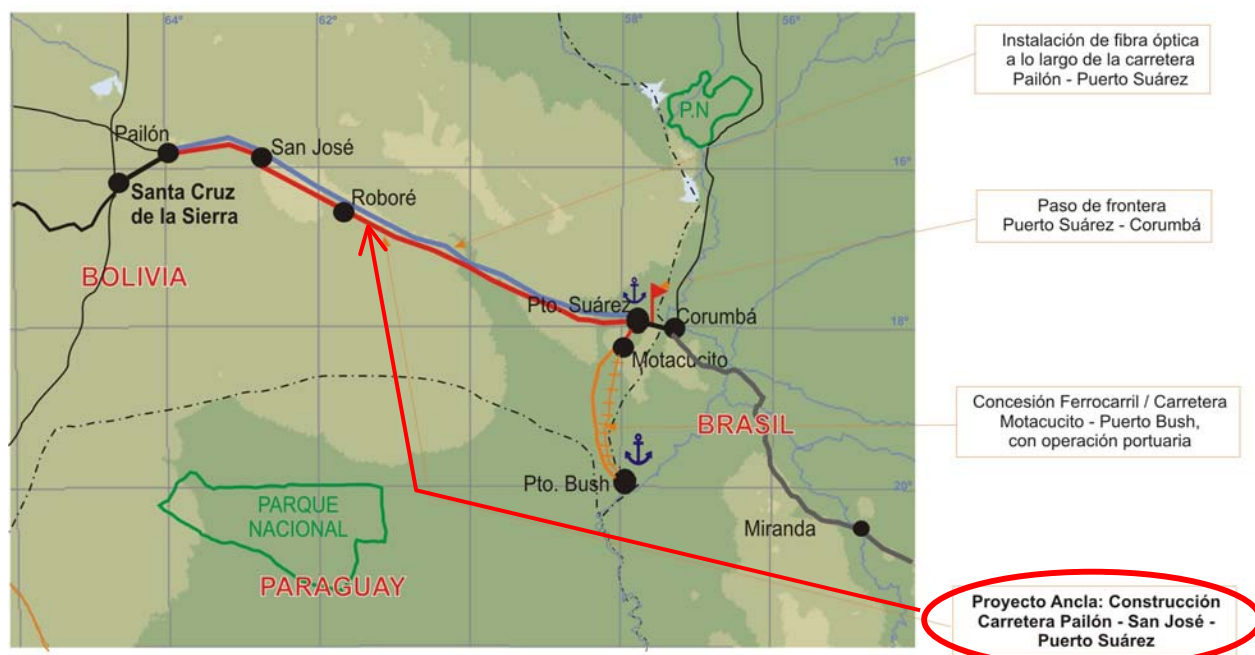 64°
62°
58°
56°
Instalación de fibra óptica
a lo largo de la carretera
Pailón - Puerto Suárez
P.N
Pailón
San José
16°
Santa Cruz
de la Sierra
Roboré
Paso de frontera
Puerto Suárez - Corumbá
BOLIVIA
Pto. Suárez
Corumbá
18°
Motacucito
Concesión Ferrocarril / Carretera
Motacucito - Puerto Bush,
con operación portuaria
BRASIL
Pto. Bush
20°
PARQUE
NACIONAL
Miranda
PARAGUAY
Proyecto Ancla: Construcción
Carretera Pailón - San José -
Puerto Suárez